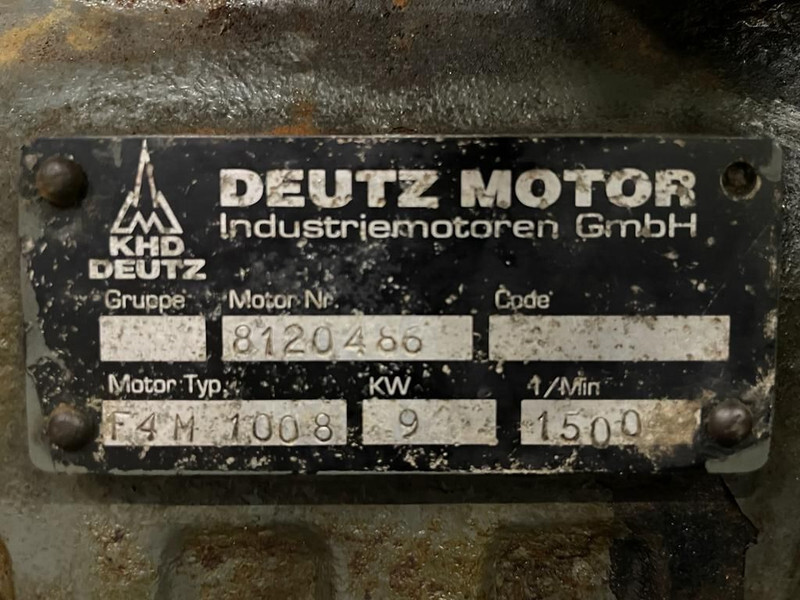 DEUTZ MOTOR
Industriemotoren GmbH
KHD
DEUTZ
Gruppe Motor Nr. Code
8120486
Motor Typ. KW 1/Min
F4M 1008 9 1500